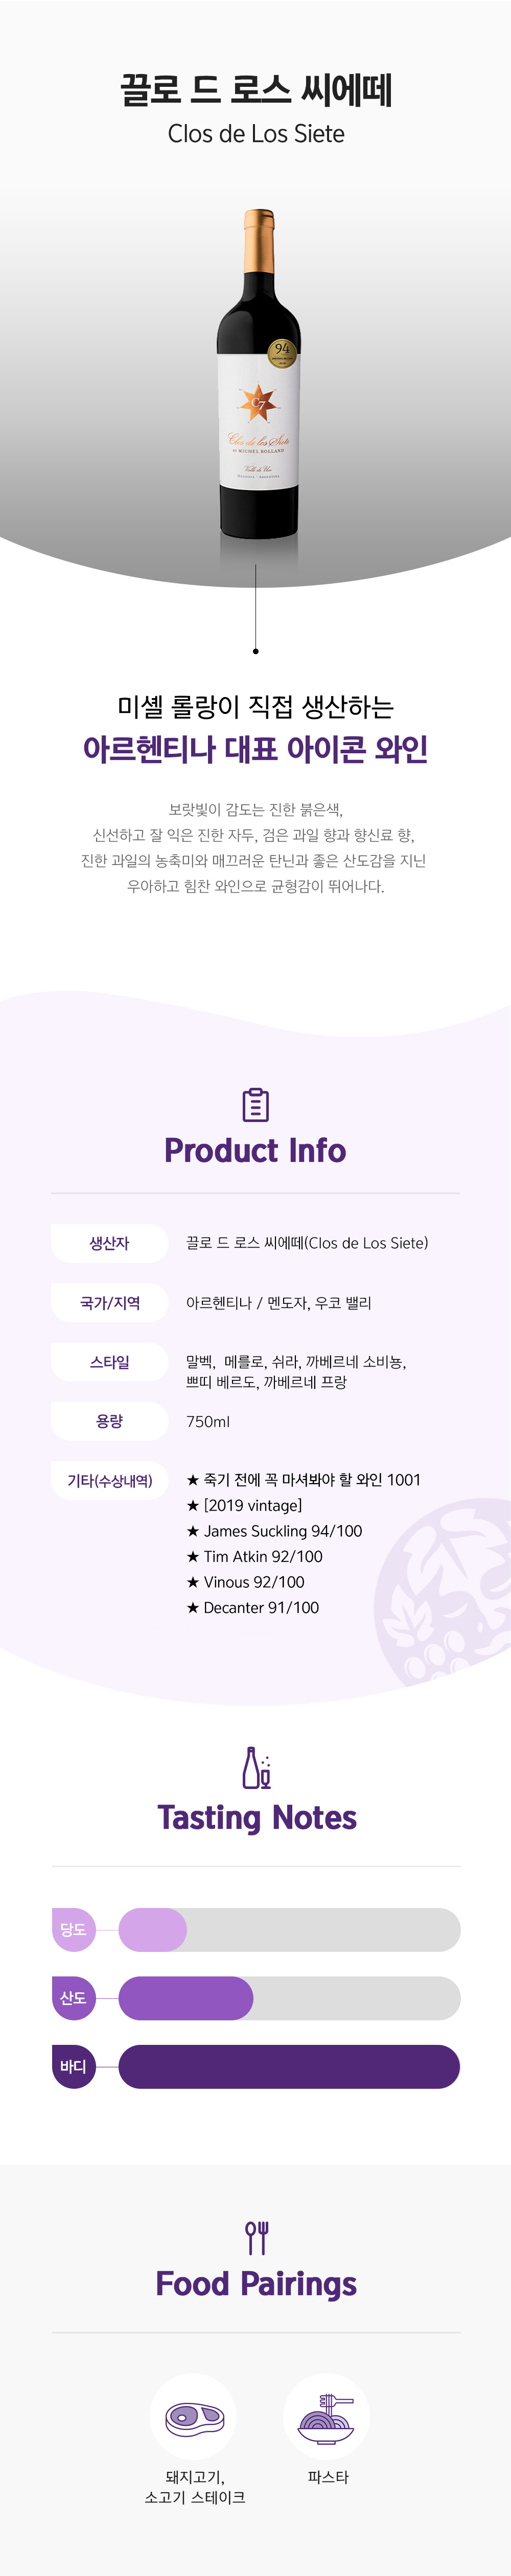 끌로 드 로스 씨에떼
Clos de Los Siete
94
C7
Clos de los Siete
BY MICHEL ROLLAND
Valle de Uco
MENDOZA - ARGENTINA
미셸 롤랑이 직접 생산하는
아르헨티나 대표 아이콘 와인
보랏빛이 감도는 진한 붉은색,
신선하고 잘 익은 진한 자두, 검은 과일 향과 향신료 향,
진한 과일의 농축미와 매끄러운 탄닌과 좋은 산도감을 지닌
우아하고 힘찬 와인으로 균형감이 뛰어나다.
Product Info
생산자 끌로 드 로스 씨에떼(Clos de Los Siete)
국가/지역 아르헨티나 / 멘도자, 우코 밸리
스타일 말벡, 메를로, 쉬라, 까베르네 소비뇽,
쁘띠 베르도, 까베르네 프랑
용량 750ml
기타(수상내역) ★ 죽기 전에 꼭 마셔봐야 할 와인 1001
★ [2019 vintage]
★ James Suckling 94/100
★ Tim Atkin 92/100
★ Vinous 92/100
★ Decanter 91/100
Tasting Notes
당도
산도
바디
Food Pairings
돼지고기,
소고기 스테이크
파스타